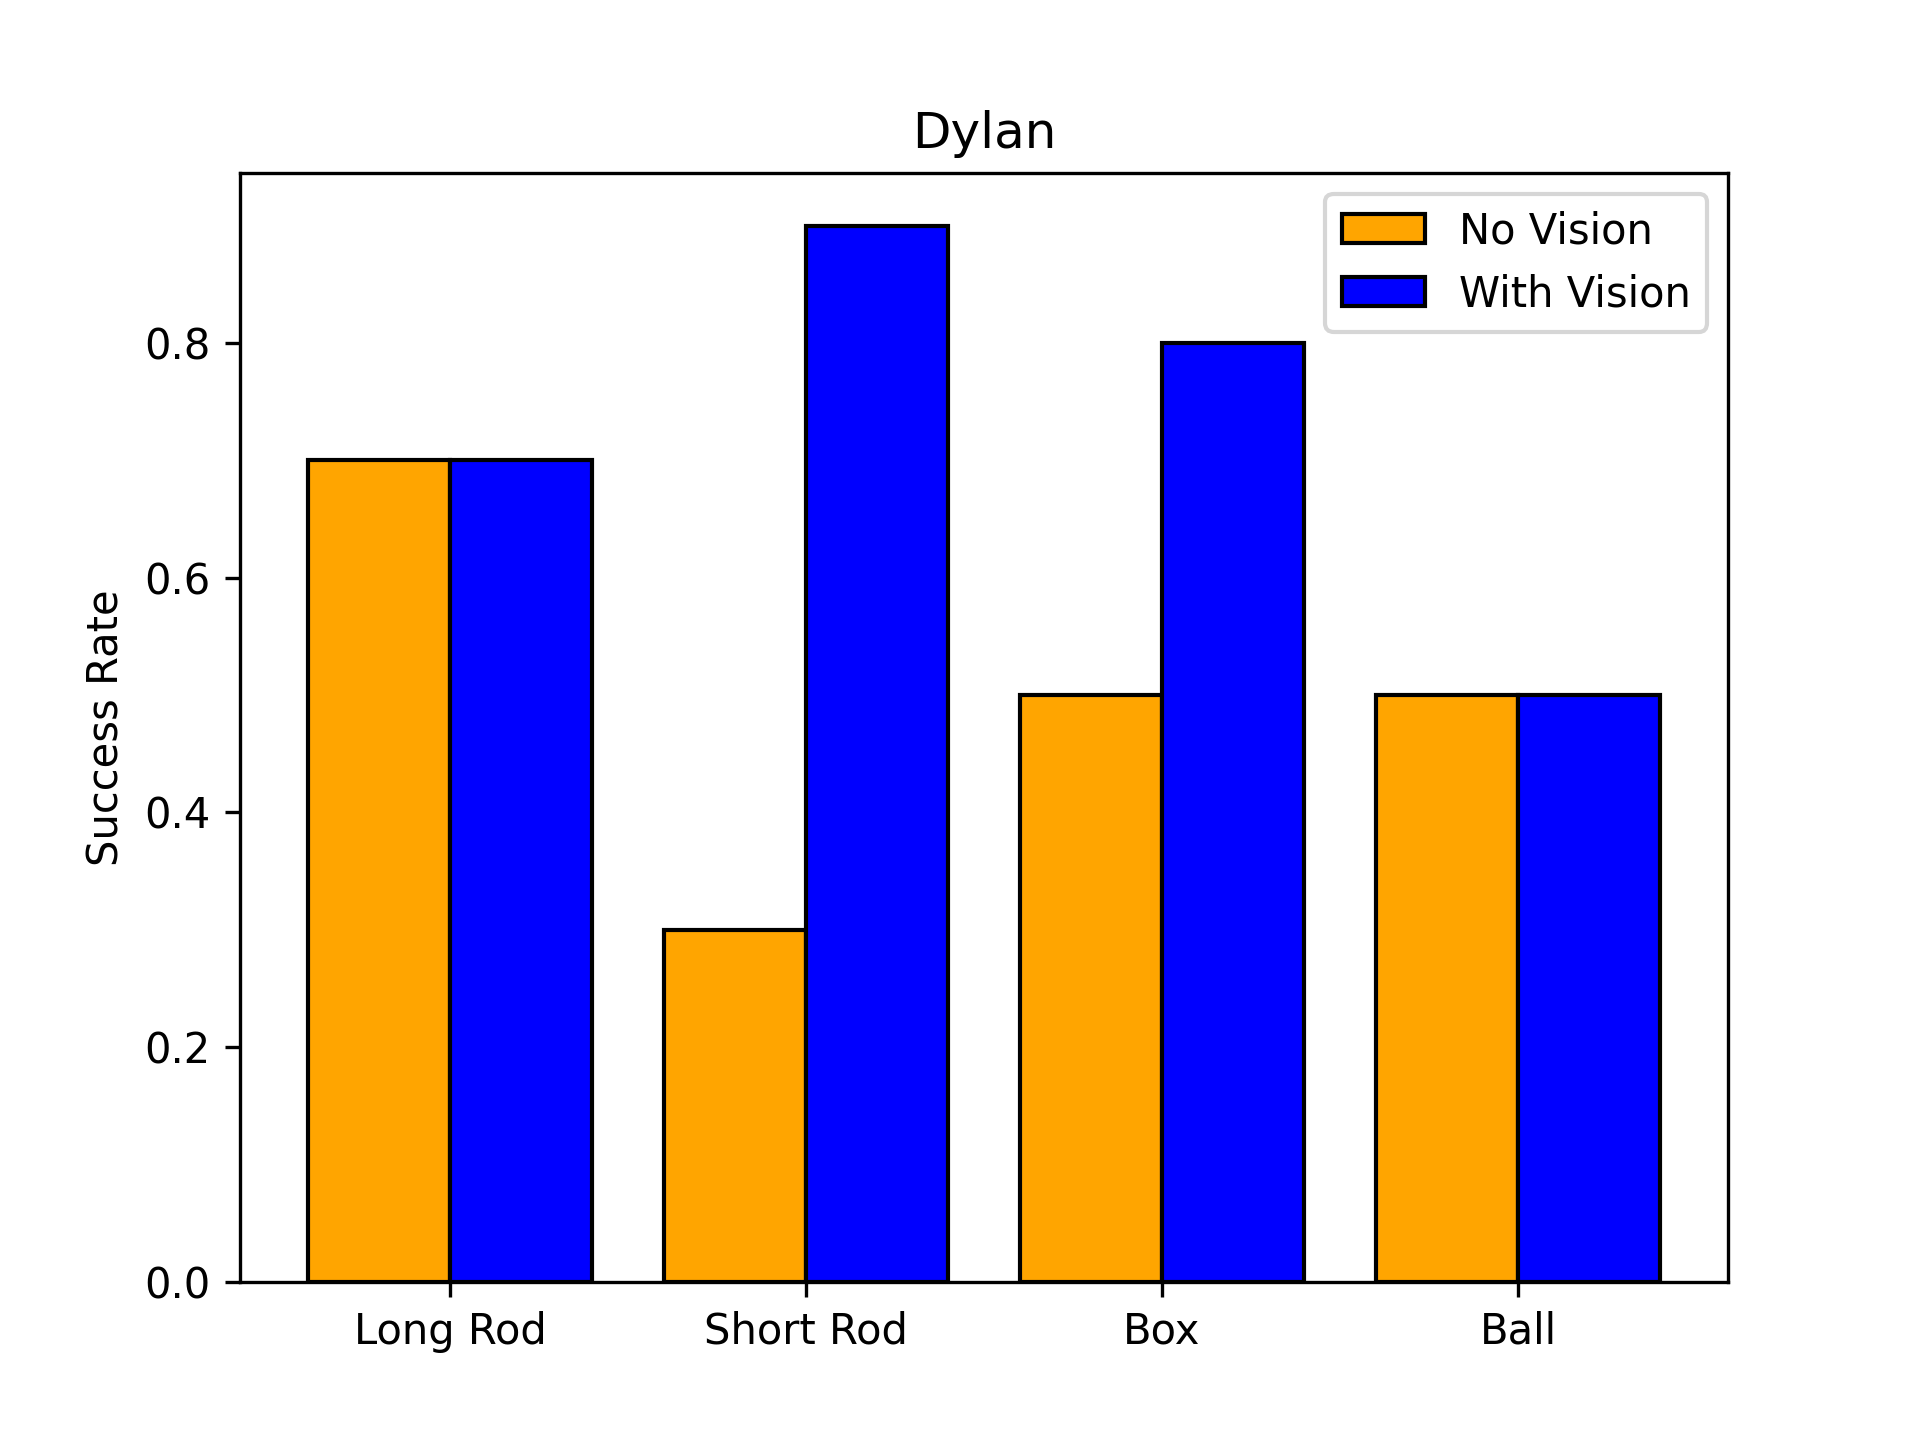 Dylan
No Vision
With Vision
Success Rate
0.8
0.6
0.4
0.2
0.0
Long Rod
Short Rod
Box
Ball